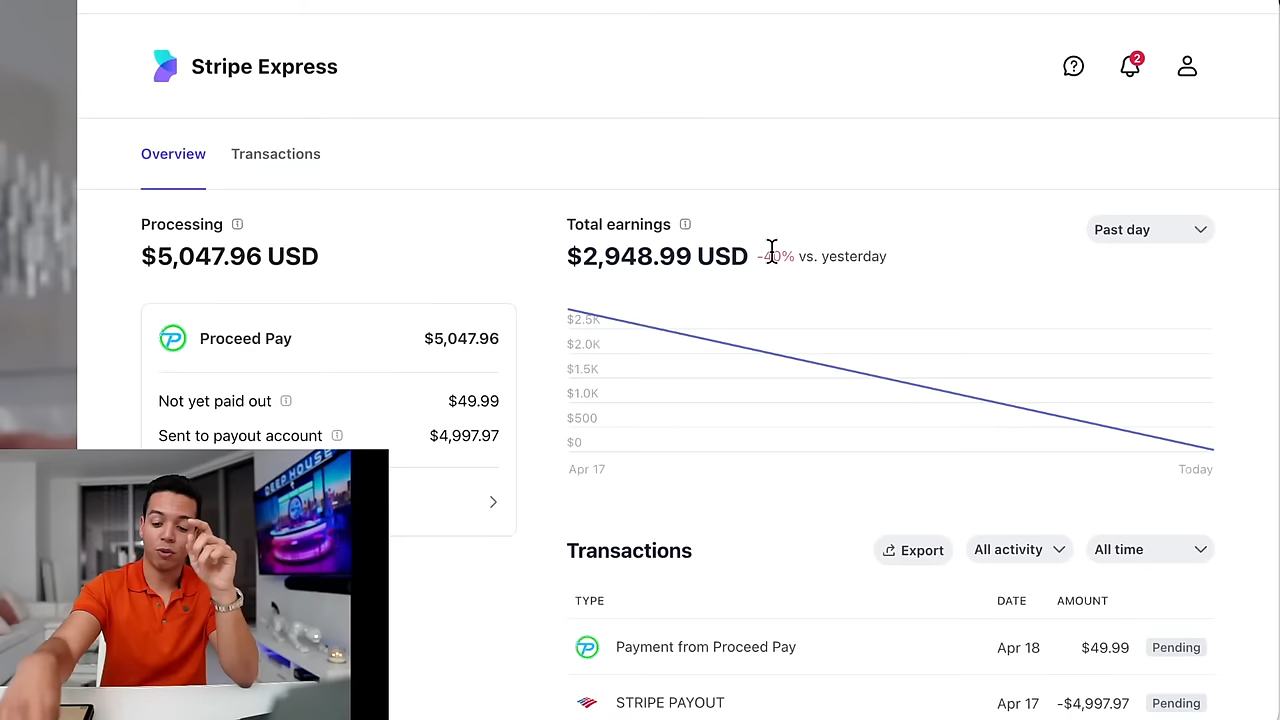 Stripe Express
2
Overview Transactions
Processing
$5,047.96 USD
Proceed Pay $5,047.96
Not yet paid out $49.99
Sent to payout account $4,997.97
Total earnings
$2,948.99 USD -40% vs. yesterday
Past day
$2.5K
$2.0K
$1.5K
$1.0K
$500
$0
Apr 17 Today
Transactions
Export All activity All time
TYPE DATE AMOUNT
Payment from Proceed Pay Apr 18 $49.99 Pending
STRIPE PAYOUT Apr 17 -$4,997.97 Pending
DEEP HOUSE